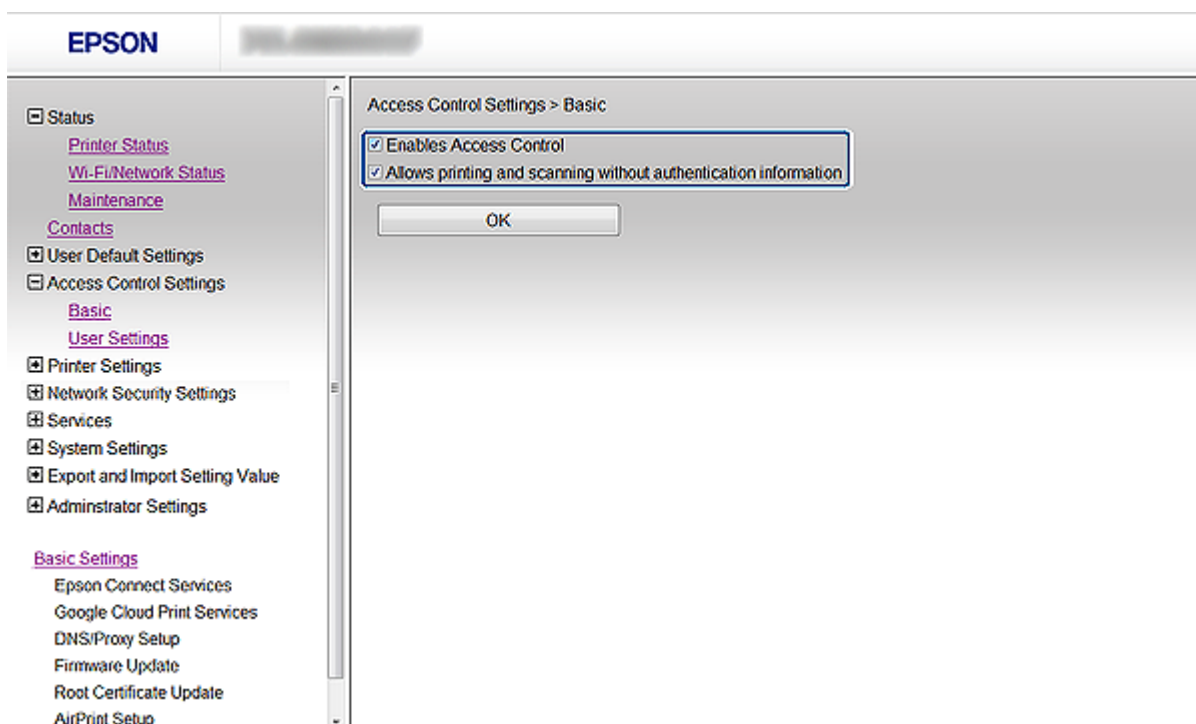 EPSON
Status
Printer Status
Wi-Fi/Network Status
Maintenance
Contacts
User Default Settings
Access Control Settings
Basic
User Settings
Printer Settings
Network Security Settings
Services
System Settings
Export and Import Setting Value
Adminstrator Settings
Basic Settings
Epson Connect Services
Google Cloud Print Services
DNS/Proxy Setup
Firmware Update
Root Certificate Update
AirPrint Setup
Access Control Settings > Basic
Enables Access Control
Allows printing and scanning without authentication information
OK